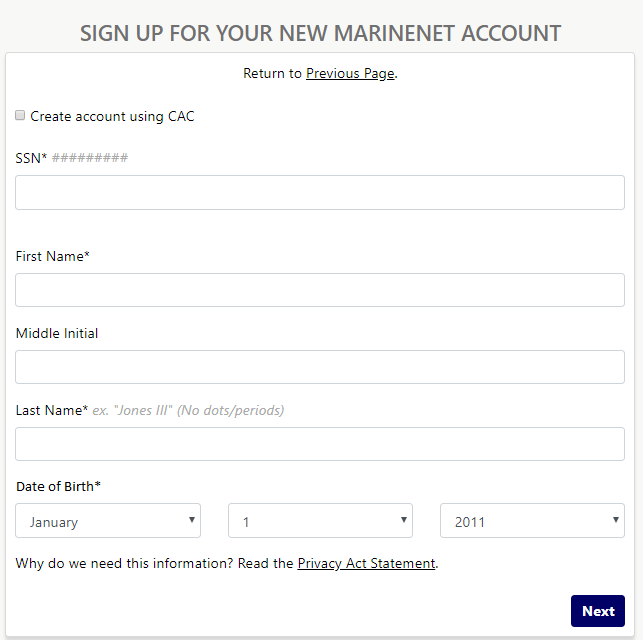 SIGN UP FOR YOUR NEW MARINENET ACCOUNT
Return to Previous Page.
Create account using CAC
SSN* #########
First Name*
Middle Initial
Last Name* ex. "Jones III" (No dots/periods)
Date of Birth*
January 1 2011
Why do we need this information? Read the Privacy Act Statement.
Next